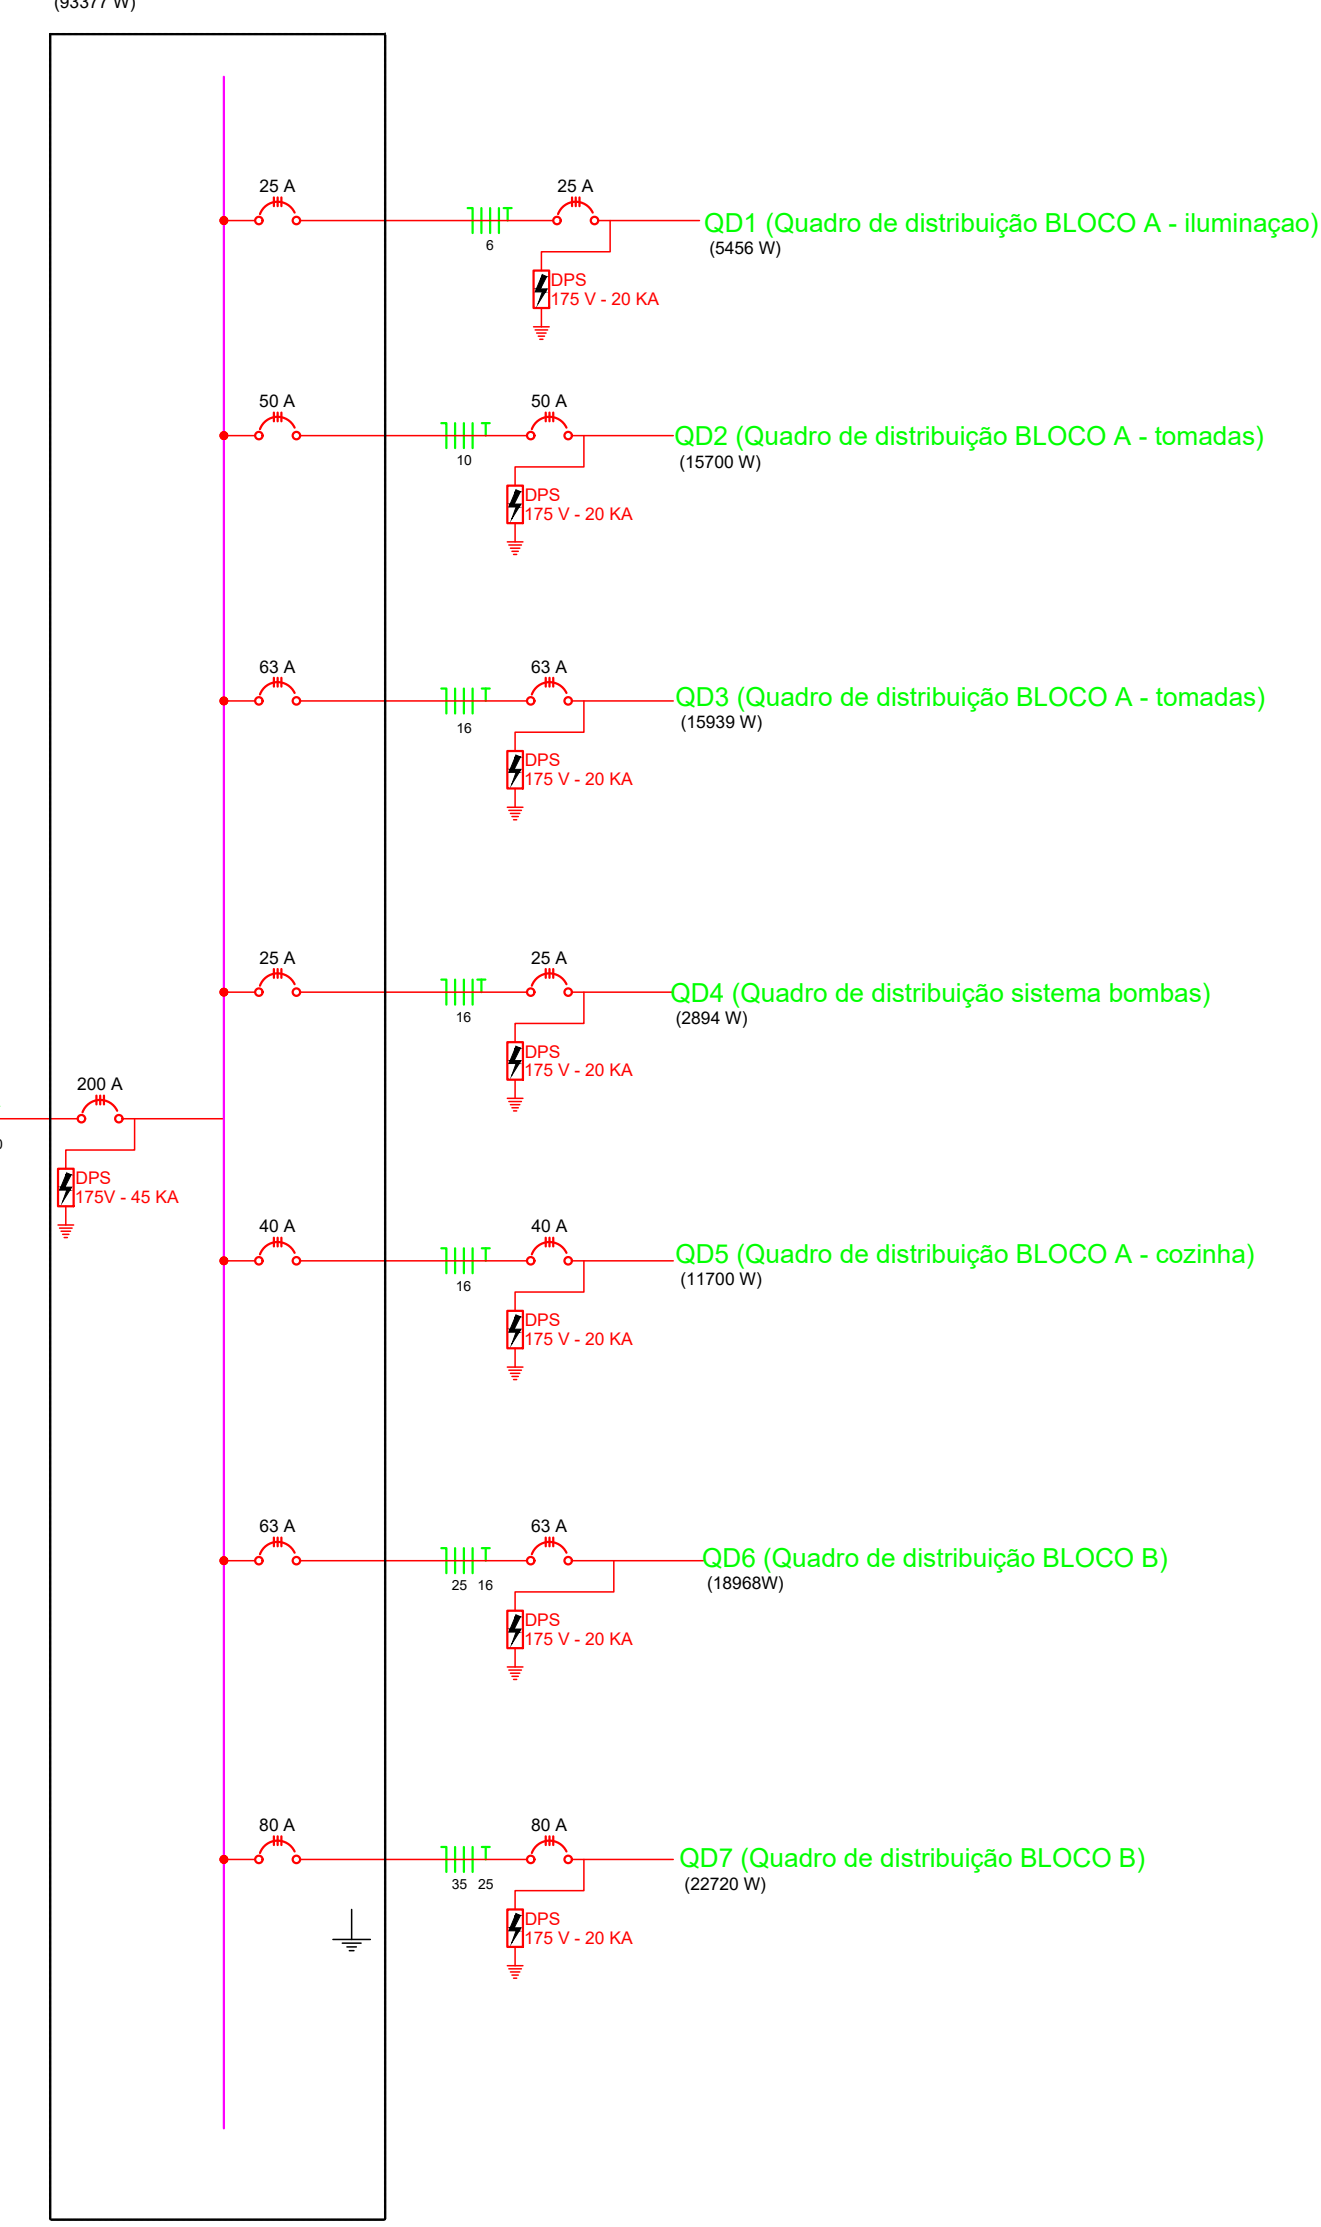 (93377 W)
25 A
25 A
6
QD1 (Quadro de distribuição BLOCO A - iluminaçao)
(5456 W)
DPS
175 V - 20 KA
50 A
50 A
10
QD2 (Quadro de distribuição BLOCO A - tomadas)
(15700 W)
DPS
175 V - 20 KA
63 A
63 A
16
QD3 (Quadro de distribuição BLOCO A - tomadas)
(15939 W)
DPS
175 V - 20 KA
25 A
25 A
16
QD4 (Quadro de distribuição sistema bombas)
(2894 W)
DPS
175 V - 20 KA
200 A
DPS
175V - 45 KA
40 A
40 A
16
QD5 (Quadro de distribuição BLOCO A - cozinha)
(11700 W)
DPS
175 V - 20 KA
63 A
63 A
25 16
QD6 (Quadro de distribuição BLOCO B)
(18968W)
DPS
175 V - 20 KA
80 A
80 A
35 25
QD7 (Quadro de distribuição BLOCO B)
(22720 W)
DPS
175 V - 20 KA